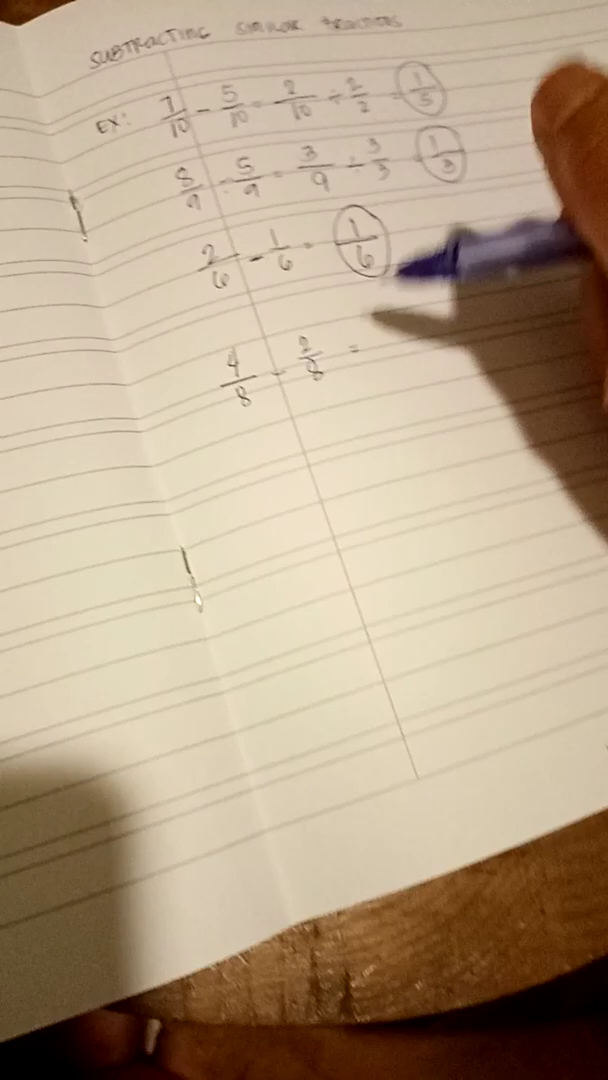 SUBTRACTING SIMILAR FRACTIONS
EX: 7/10 - 5/10 = 2/10 ÷ 2/2 = 1/5
8/9 - 5/9 = 3/9 ÷ 3/3 = 1/3
2/6 - 1/6 = 1/6
4/8 - 2/8 =